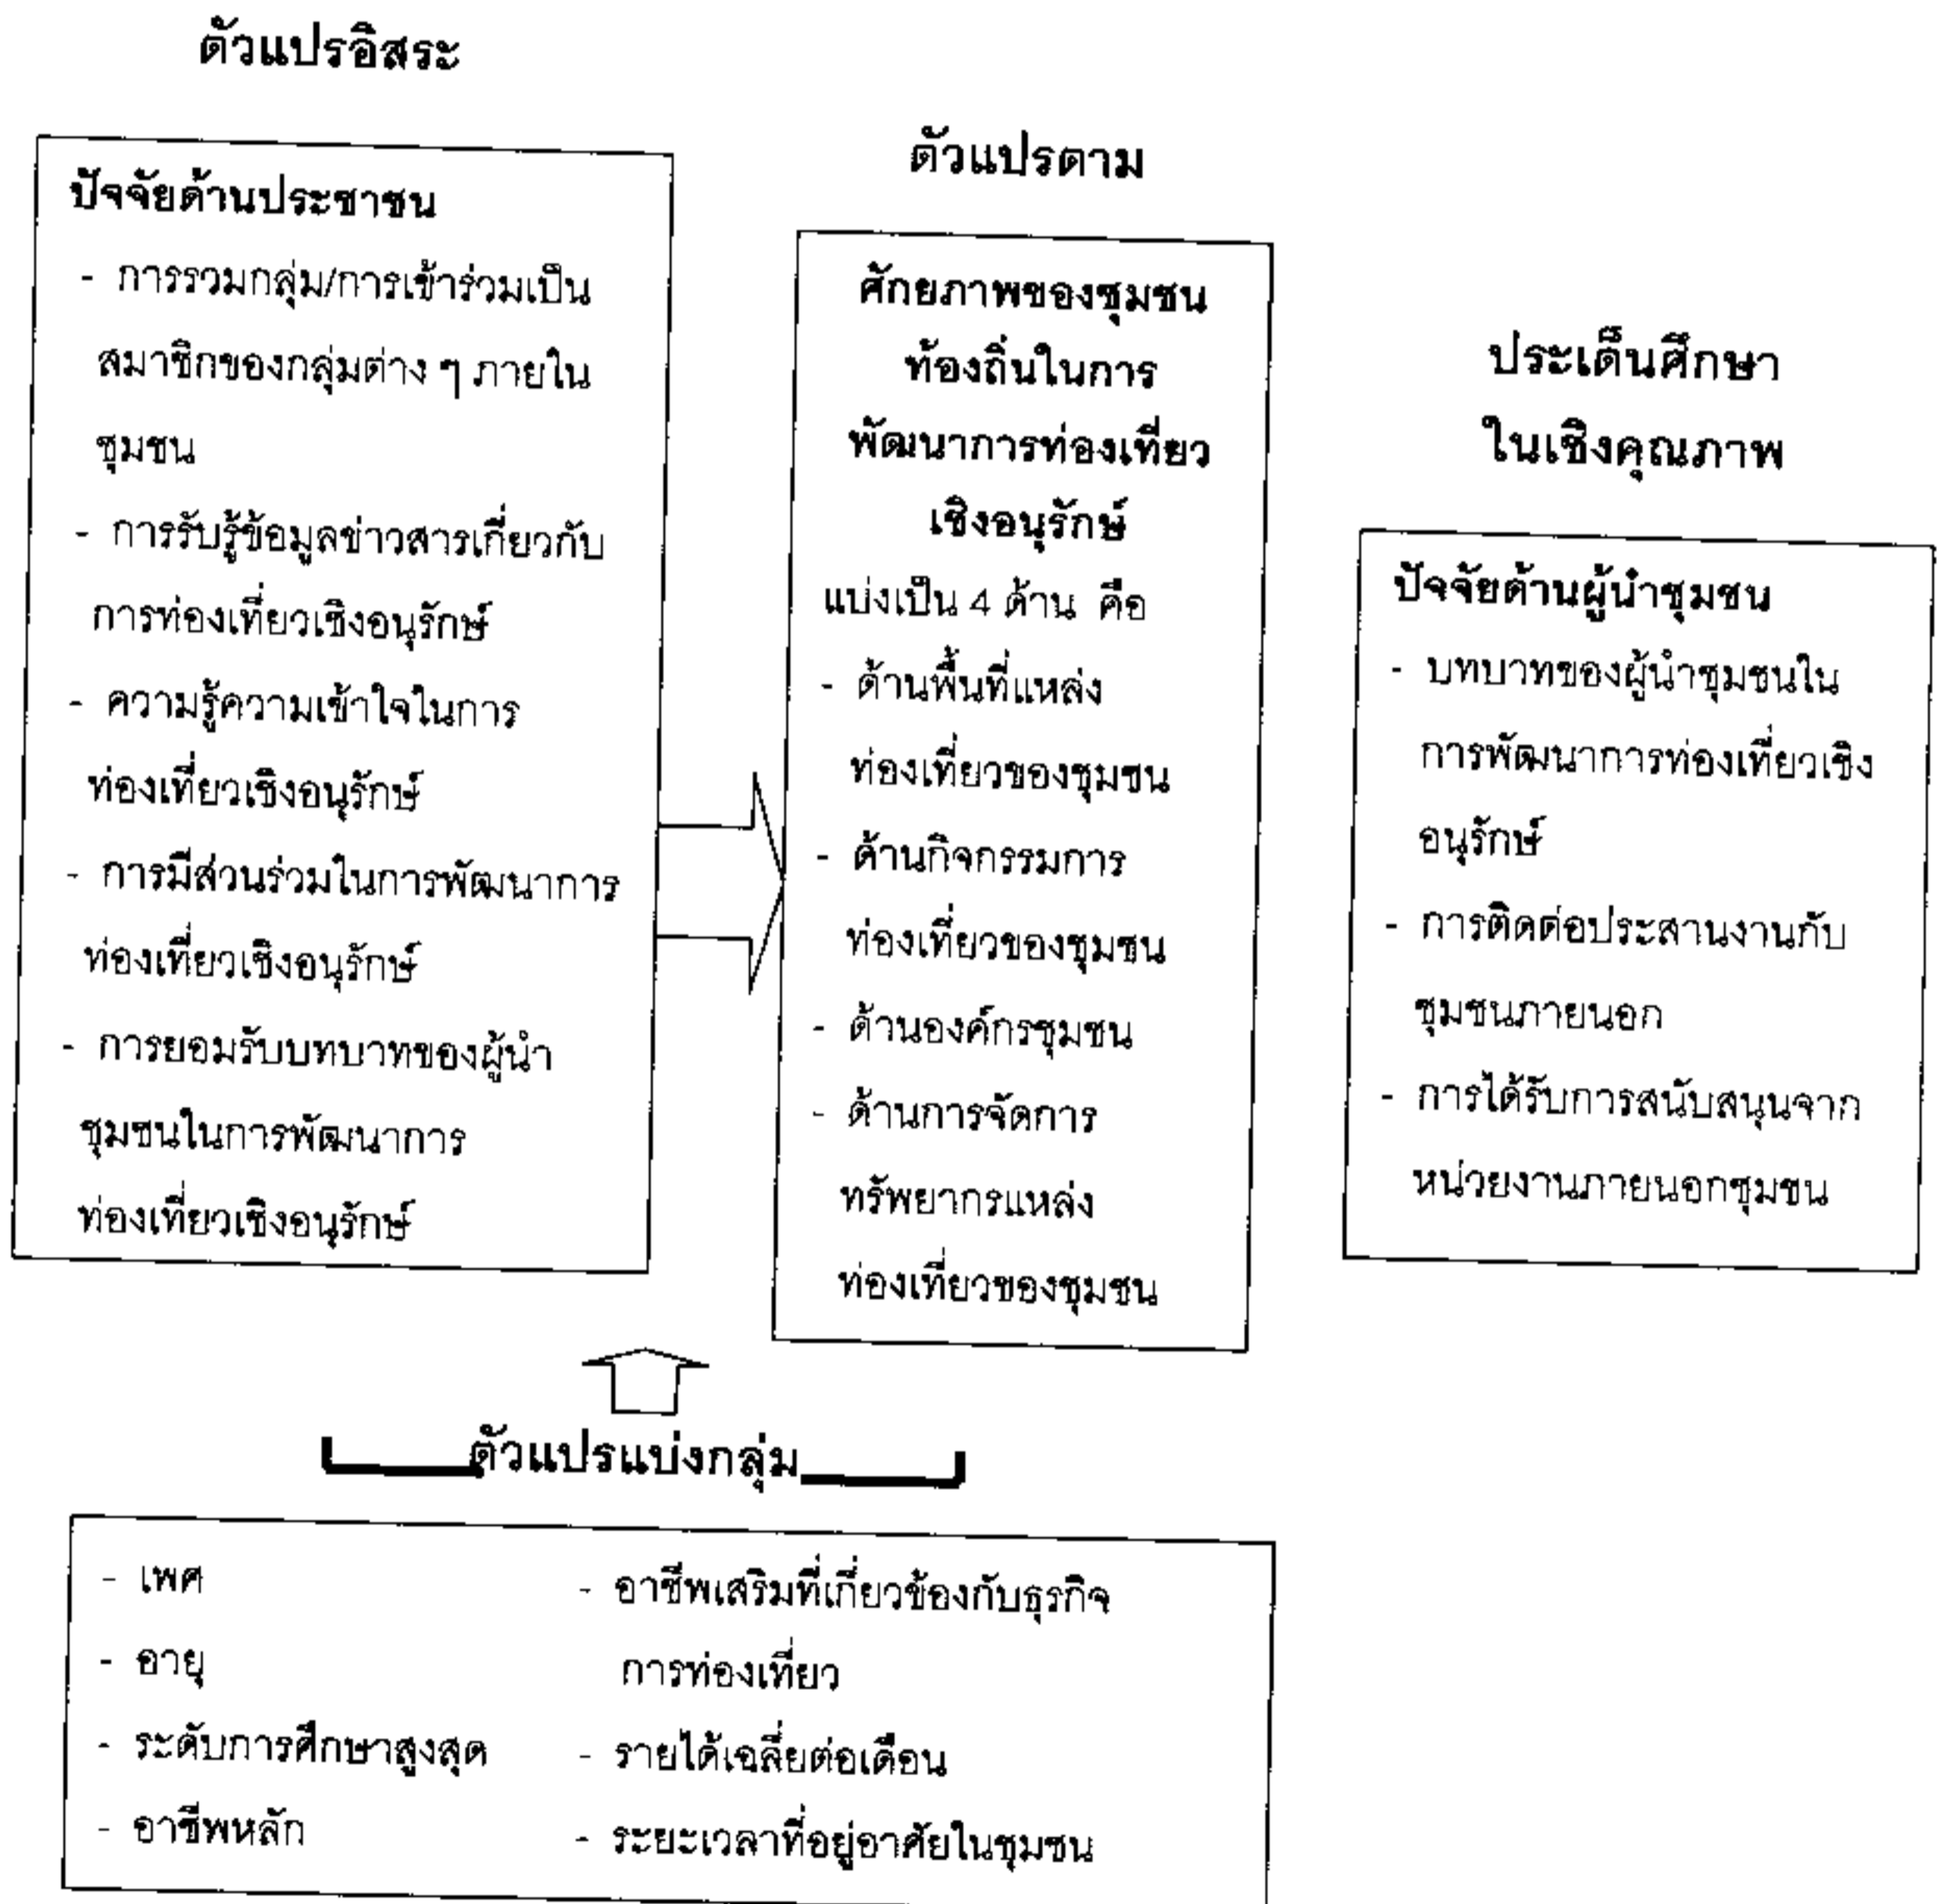 ตัวแปรอิสระ
ปัจจัยด้านประชาชน
- การรวมกลุ่ม/การเข้าร่วมเป็น
สมาชิกของกลุ่มต่าง ๆ ภายใน
ชุมชน
- การรับรู้ข้อมูลข่าวสารเกี่ยวกับ
การท่องเที่ยวเชิงอนุรักษ์
- ความรู้ความเข้าใจในการ
ท่องเที่ยวเชิงอนุรักษ์
- การมีส่วนร่วมในการพัฒนาการ
ท่องเที่ยวเชิงอนุรักษ์
- การยอมรับบทบาทของผู้นำ
ชุมชนในการพัฒนาการ
ท่องเที่ยวเชิงอนุรักษ์
ตัวแปรตาม
ศักยภาพของชุมชน
ท้องถิ่นในการ
พัฒนาการท่องเที่ยว
เชิงอนุรักษ์
แบ่งเป็น 4 ด้าน คือ
- ด้านพื้นที่แหล่ง
ท่องเที่ยวของชุมชน
- ด้านกิจกรรมการ
ท่องเที่ยวของชุมชน
- ด้านองค์กรชุมชน
- ด้านการจัดการ
ทรัพยากรแหล่ง
ท่องเที่ยวของชุมชน
ประเด็นศึกษา
ในเชิงคุณภาพ
ปัจจัยด้านผู้นำชุมชน
- บทบาทของผู้นำชุมชนใน
การพัฒนาการท่องเที่ยวเชิง
อนุรักษ์
- การติดต่อประสานงานกับ
ชุมชนภายนอก
- การได้รับการสนับสนุนจาก
หน่วยงานภายนอกชุมชน
ตัวแปรแบ่งกลุ่ม
- เพศ
- อายุ
- ระดับการศึกษาสูงสุด
- อาชีพหลัก
- อาชีพเสริมที่เกี่ยวข้องกับธุรกิจ
การท่องเที่ยว
- รายได้เฉลี่ยต่อเดือน
- ระยะเวลาที่อยู่อาศัยในชุมชน